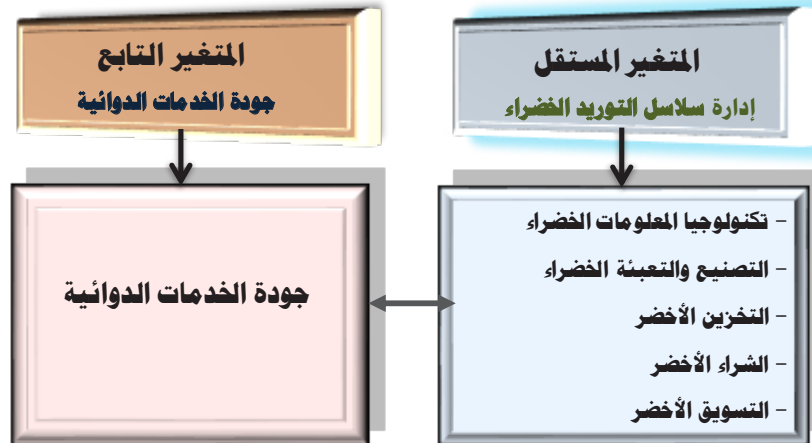 المتغير المستقل
إدارة سلاسل التوريد الخضراء
- تكنولوجيا المعلومات الخضراء
- التصنيع والتعبئة الخضراء
- التخزين الأخضر
- الشراء الأخضر
- التسويق الأخضر
المتغير التابع
جودة الخدمات الدوائية
جودة الخدمات الدوائية